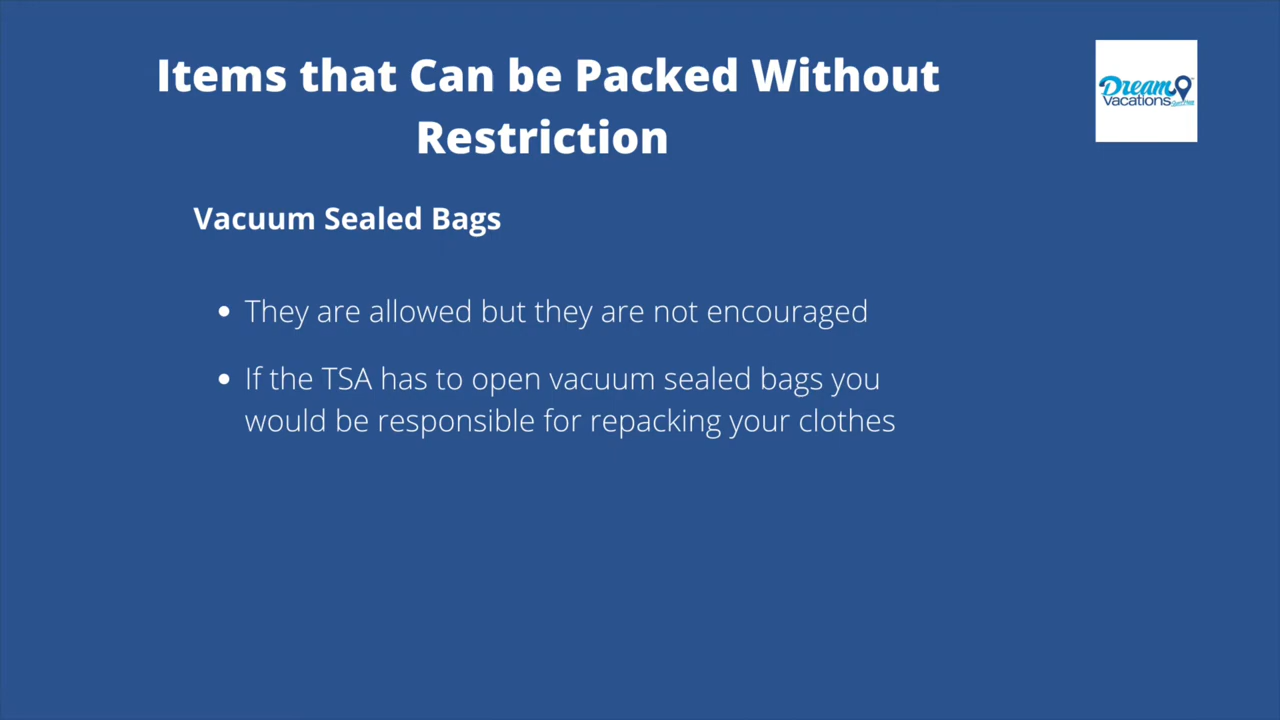 Items that Can be Packed Without
Restriction
Dream
Vacations
Vacuum Sealed Bags
• They are allowed but they are not encouraged
• If the TSA has to open vacuum sealed bags you
would be responsible for repacking your clothes